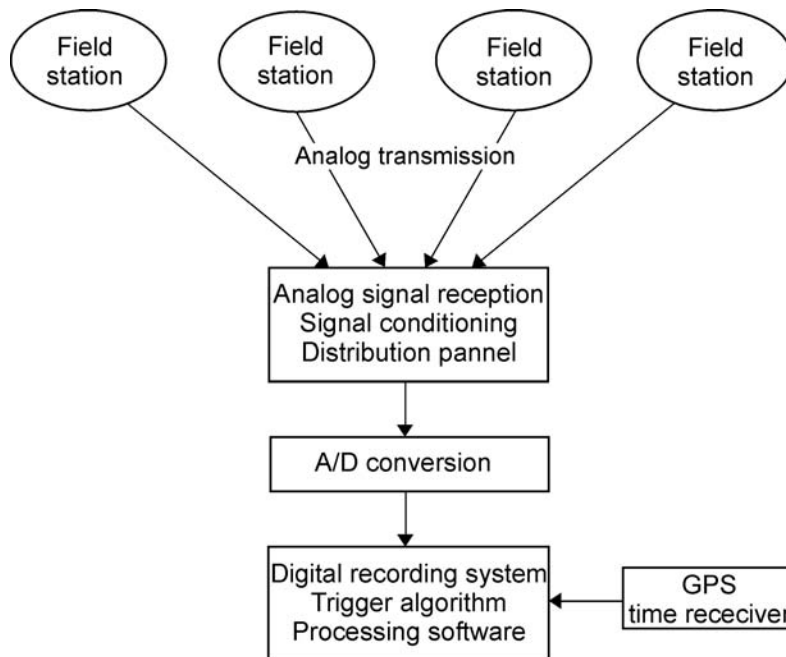 Field
station
Field
station
Field
station
Field
station
Analog transmission
Analog signal reception
Signal conditioning
Distribution pannel
A/D conversion
Digital recording system
Trigger algorithm
Processing software
GPS
time receciver